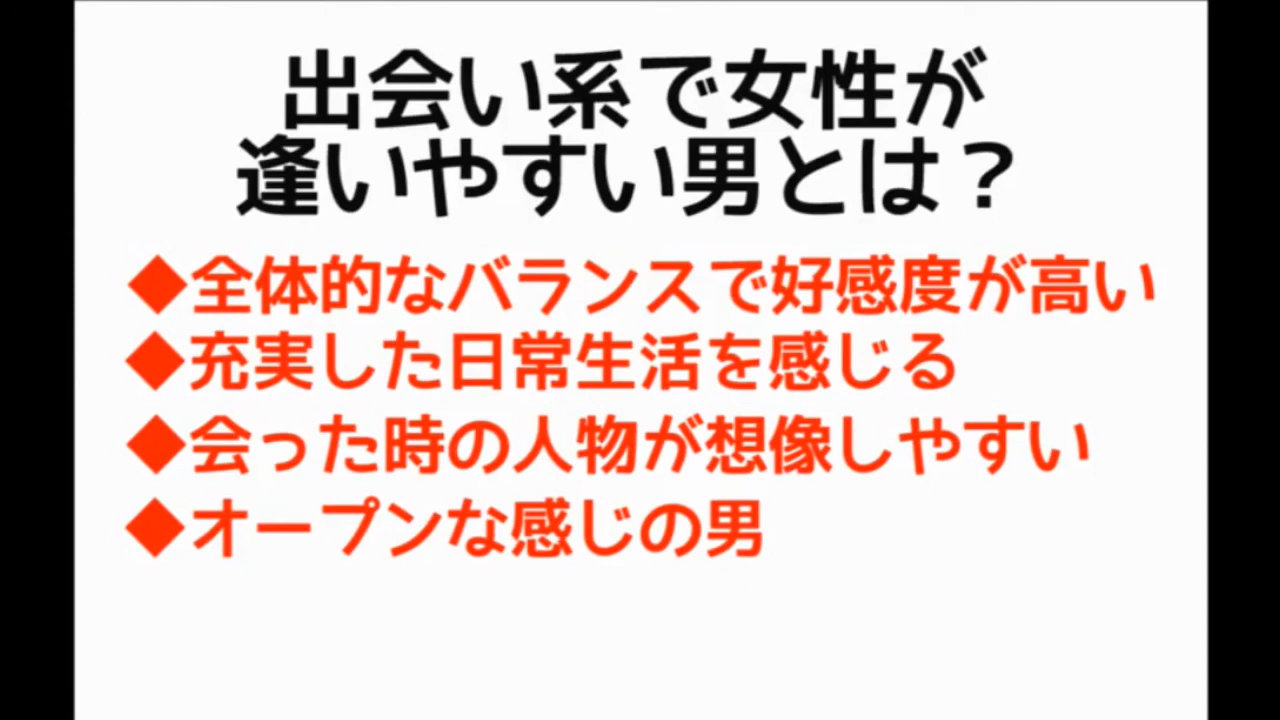 出会い系で女性が
逢いやすい男とは？
◆全体的なバランスで好感度が高い
◆充実した日常生活を感じる
◆会った時の人物が想像しやすい
◆オープンな感じの男